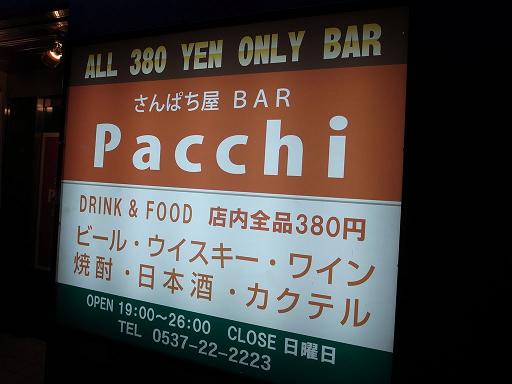 ALL 380 YEN ONLY BAR
さんぱち屋 BAR
Pacchi
DRINK & FOOD 店内全品380円
ビール・ウイスキー・ワイン
焼酎・日本酒・カクテル
OPEN 19:00～26:00 CLOSE 日曜日
TEL 0537-22-2223